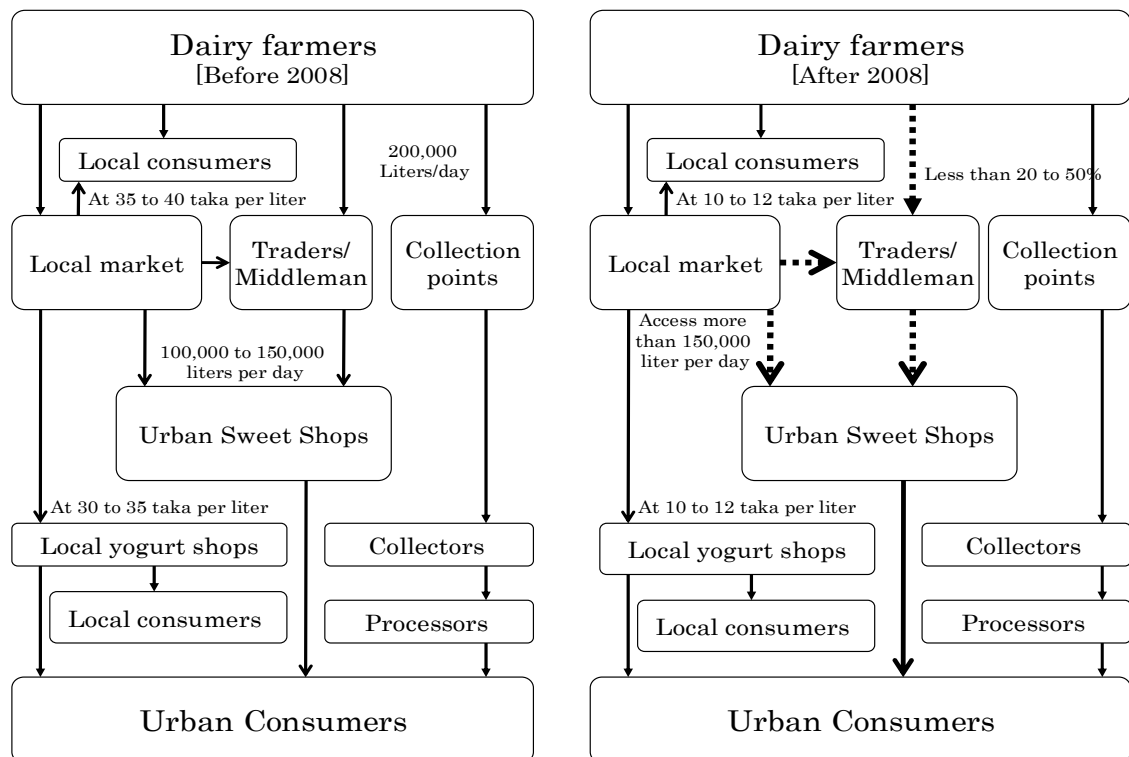 Dairy farmers
[Before 2008]
Local consumers
200,000
Liters/day
At 35 to 40 taka per liter
Local market
Traders/
Middleman
Collection
points
100,000 to 150,000
liters per day
Urban Sweet Shops
At 30 to 35 taka per liter
Local yogurt shops
Collectors
Local consumers
Processors
Urban Consumers
Dairy farmers
[After 2008]
Local consumers
Less than 20 to 50%
At 10 to 12 taka per liter
Local market
Traders/
Middleman
Collection
points
Access more
than 150,000
liter per day
Urban Sweet Shops
At 10 to 12 taka per liter
Local yogurt shops
Collectors
Local consumers
Processors
Urban Consumers